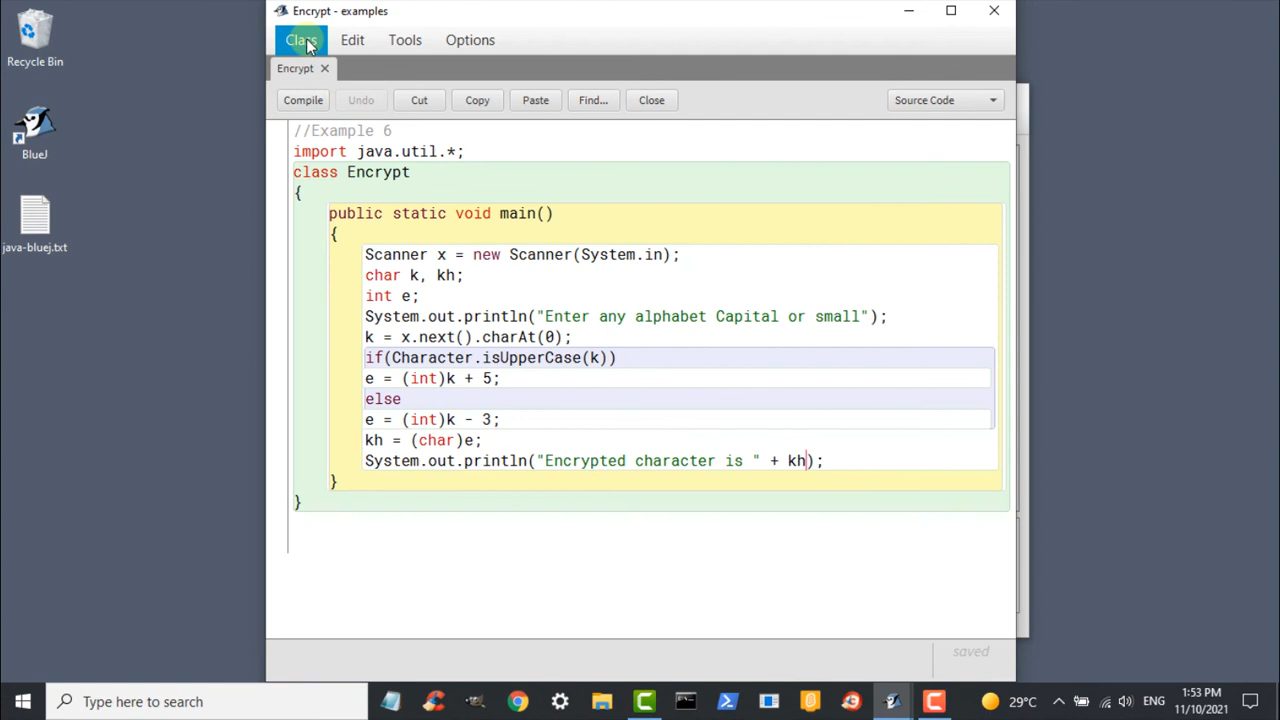 Recycle Bin
BlueJ
java-bluej.txt
Encrypt - examples
Class Edit Tools Options
Encrypt
Compile Undo Cut Copy Paste Find... Close Source Code
//Example 6
import java.util.*;
class Encrypt
{
public static void main()
{
Scanner x = new Scanner(System.in);
char k, kh;
int e;
System.out.println("Enter any alphabet Capital or small");
k = x.next().charAt(0);
if(Character.isUpperCase(k))
e = (int)k + 5;
else
e = (int)k - 3;
kh = (char)e;
System.out.println("Encrypted character is " + kh);
}
}
saved
Type here to search
29°C
ENG
1:53 PM
11/10/2021